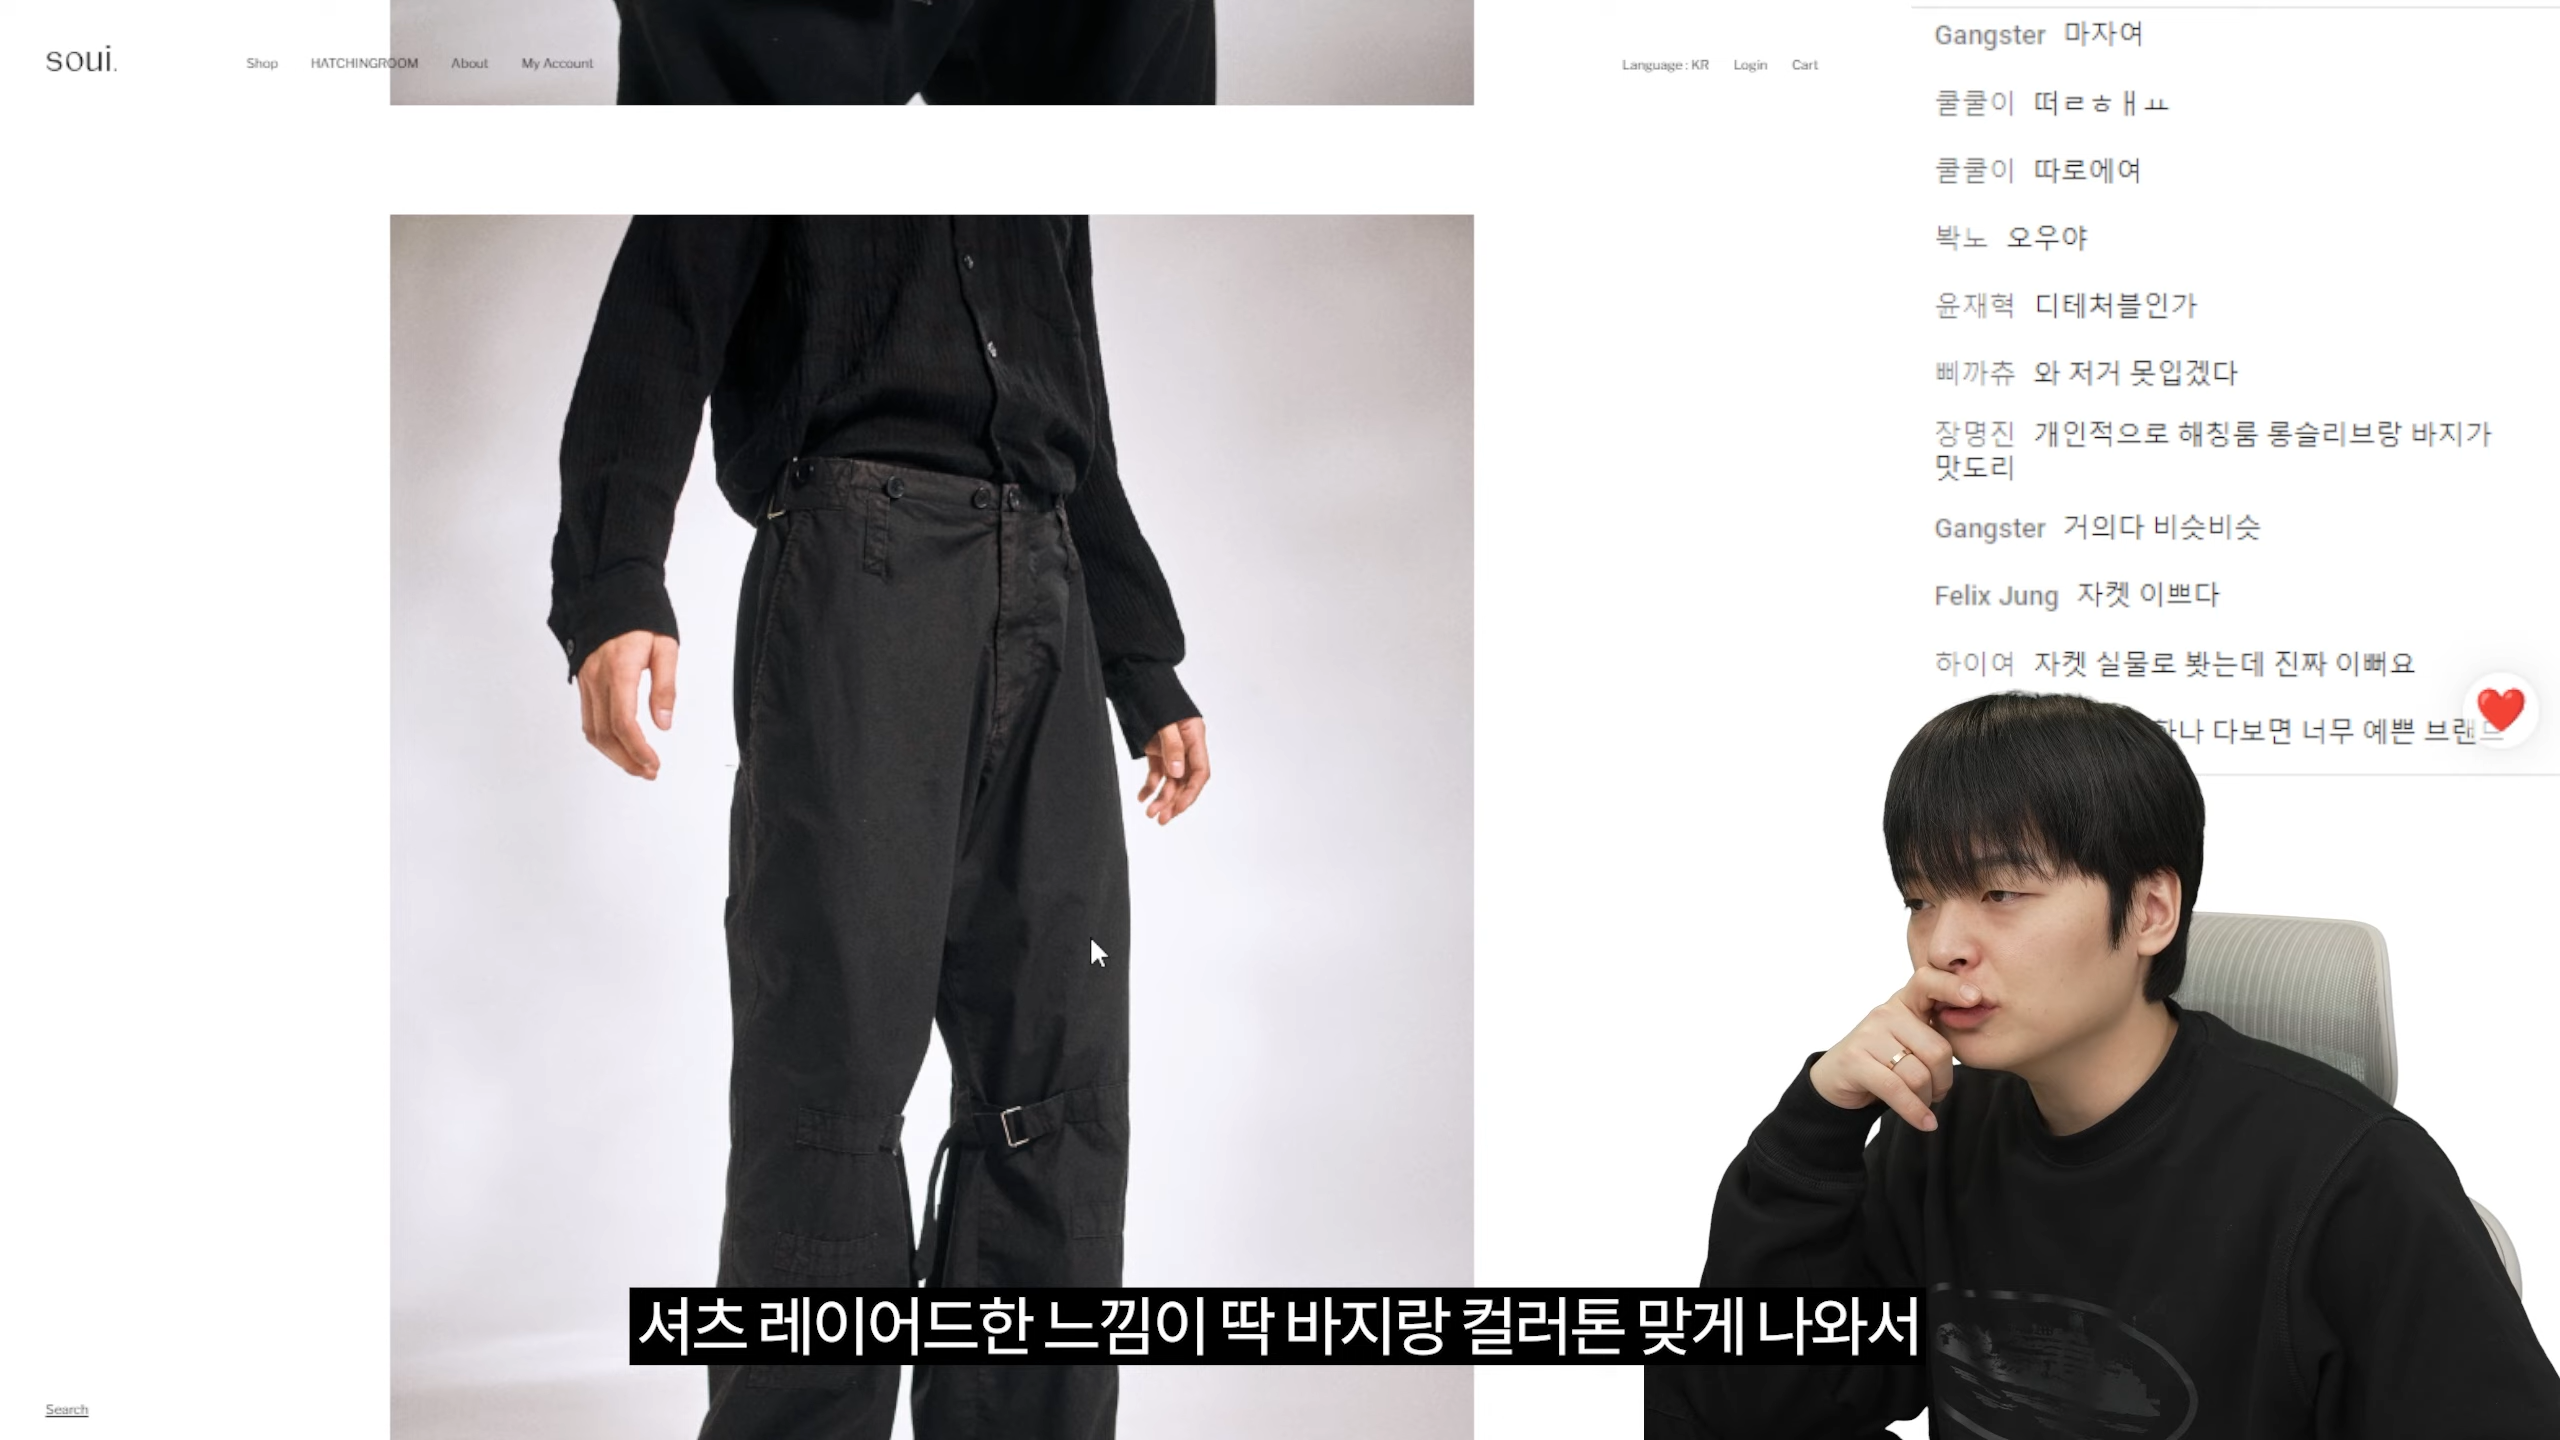 soui.
Shop
HATCHINGROOM
About
My Account
Language : KR
Login
Cart
Gangster 마자여
쿨쿨이 떠ㄹㅎㅐㅛ
쿨쿨이 따로에여
봑노 오우야
윤재혁 디테처블인가
삐까츄 와 저거 못입겠다
장명진 개인적으로 해칭룸 롱슬리브랑 바지가
맛도리
Gangster 거의다 비슷비슷
Felix Jung 자켓 이쁘다
하이여 자켓 실물로 봣는데 진짜 이뻐요
하나 다보면 너무 예쁜 브랜드
셔츠 레이어드한 느낌이 딱 바지랑 컬러톤 맞게 나와서
Search